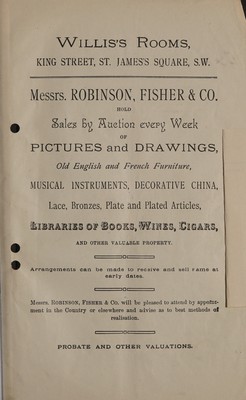 WILLIS'S ROOMS,
KING STREET, ST. JAMES'S SQUARE, S.W.
Messrs. ROBINSON, FISHER & CO.
HOLD
Sales by Auction every Week
OF
PICTURES and DRAWINGS,
Old English and French Furniture,
MUSICAL INSTRUMENTS, DECORATIVE CHINA,
Lace, Bronzes, Plate and Plated Articles,
LIBRARIES OF BOOKS, WINES, CIGARS,
AND OTHER VALUABLE PROPERTY.
Arrangements can be made to receive and sell same at
early dates.
Messrs. ROBINSON, FISHER & Co. will be pleased to attend by appoint-
ment in the Country or elsewhere and advise as to best methods of
realisation.
PROBATE AND OTHER VALUATIONS.